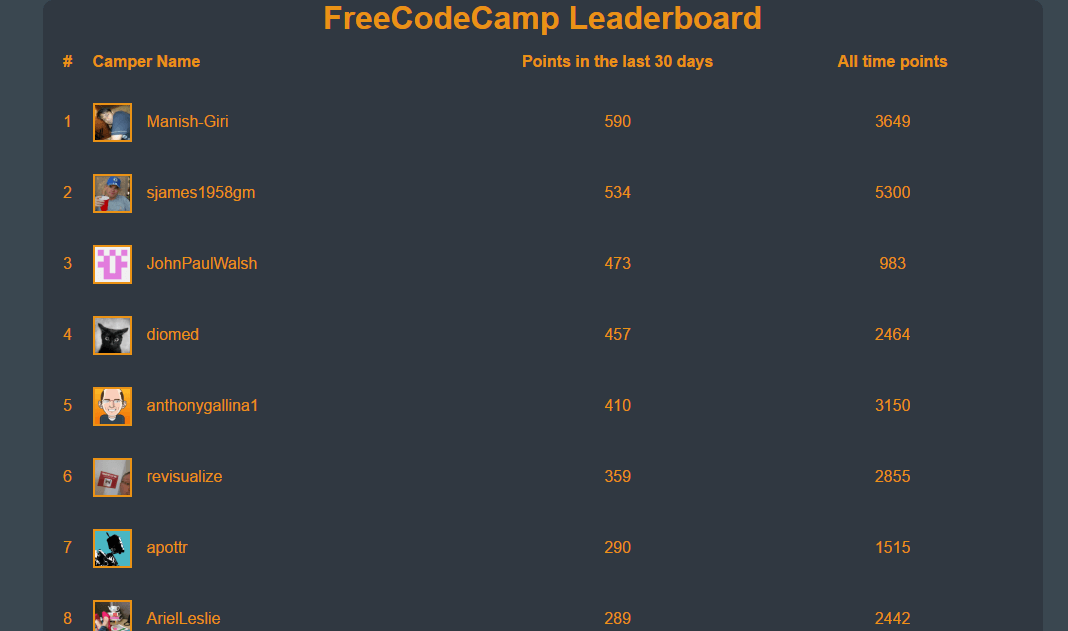 FreeCodeCamp Leaderboard
# Camper Name Points in the last 30 days All time points
1 Manish-Giri 590 3649
2 sjames1958gm 534 5300
3 JohnPaulWalsh 473 983
4 diomed 457 2464
5 anthonygallina1 410 3150
6 revisualize 359 2855
7 apottr 290 1515
8 ArielLeslie 289 2442